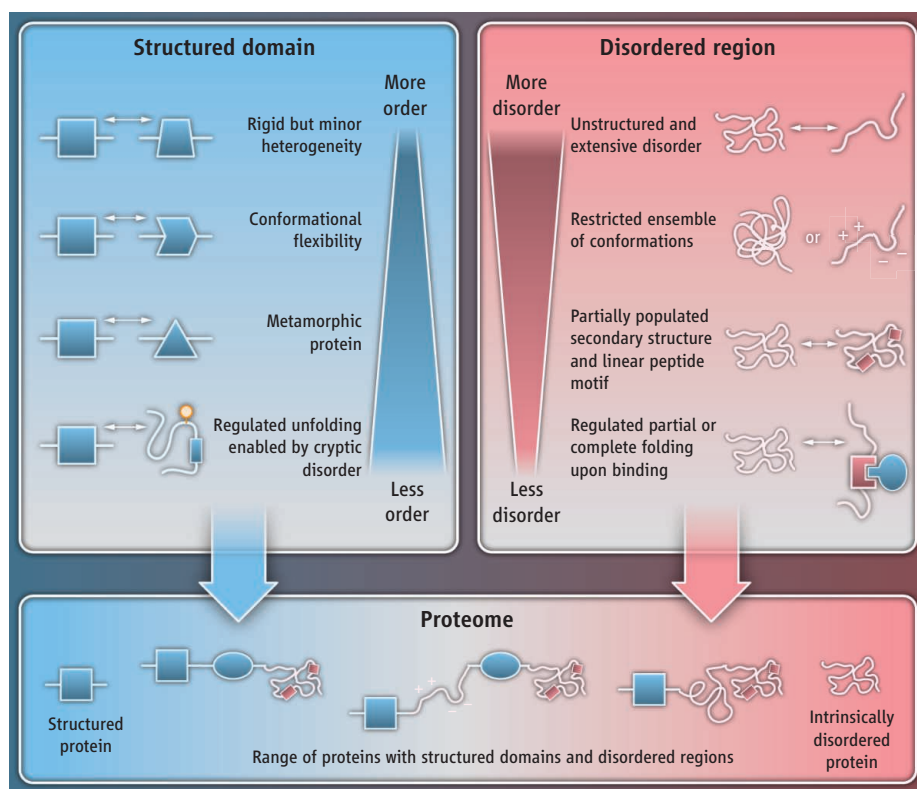 Structured domain
More
order
Rigid but minor
heterogeneity
Conformational
flexibility
Metamorphic
protein
Regulated unfolding
enabled by cryptic
disorder
Less
order
Disordered region
More
disorder
Unstructured and
extensive disorder
Restricted ensemble
of conformations
or
+ +
– –
Partially populated
secondary structure
and linear peptide
motif
Regulated partial or
complete folding
upon binding
Less
disorder
Proteome
+ +
– –
Structured
protein
Range of proteins with structured domains and disordered regions
Intrinsically
disordered
protein